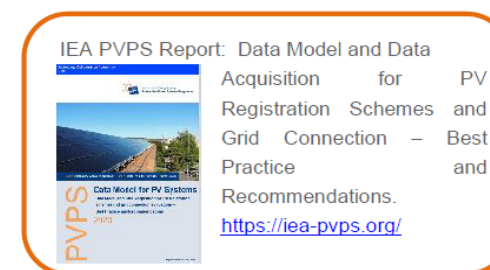 IEA PVPS Report: Data Model and Data
Acquisition for PV
Registration Schemes and
Grid Connection – Best
Practice and
Recommendations.
https://iea-pvps.org/
PVPS
Data Model for PV Systems
2020